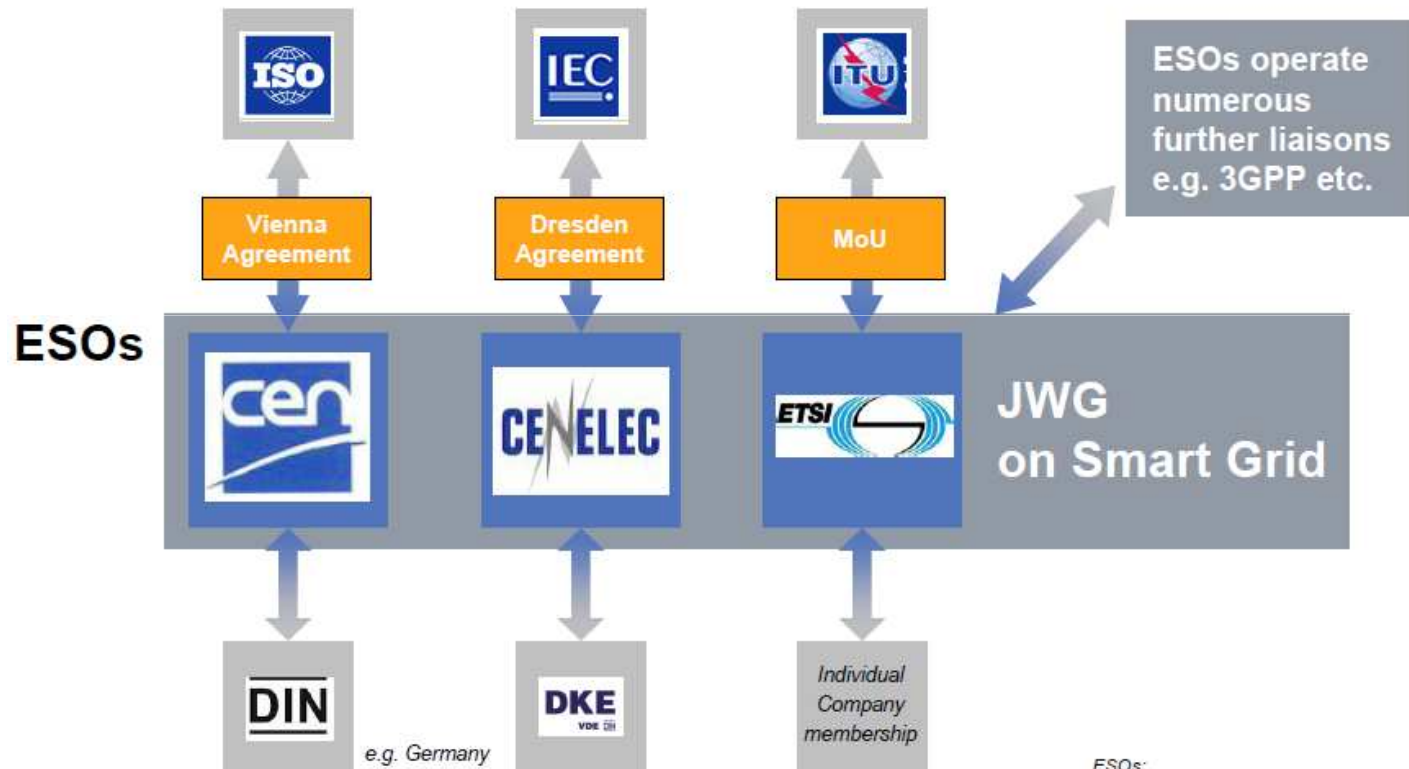 ISO
IEC
ITU
ESOs operate
numerous
further liaisons
e.g. 3GPP etc.
Vienna
Agreement
Dresden
Agreement
MoU
ESOs
cen
CENELEC
ETSI
JWG
on Smart Grid
DIN
e.g. Germany
DKE
VDE DIN
Individual
Company
membership
ESOs: